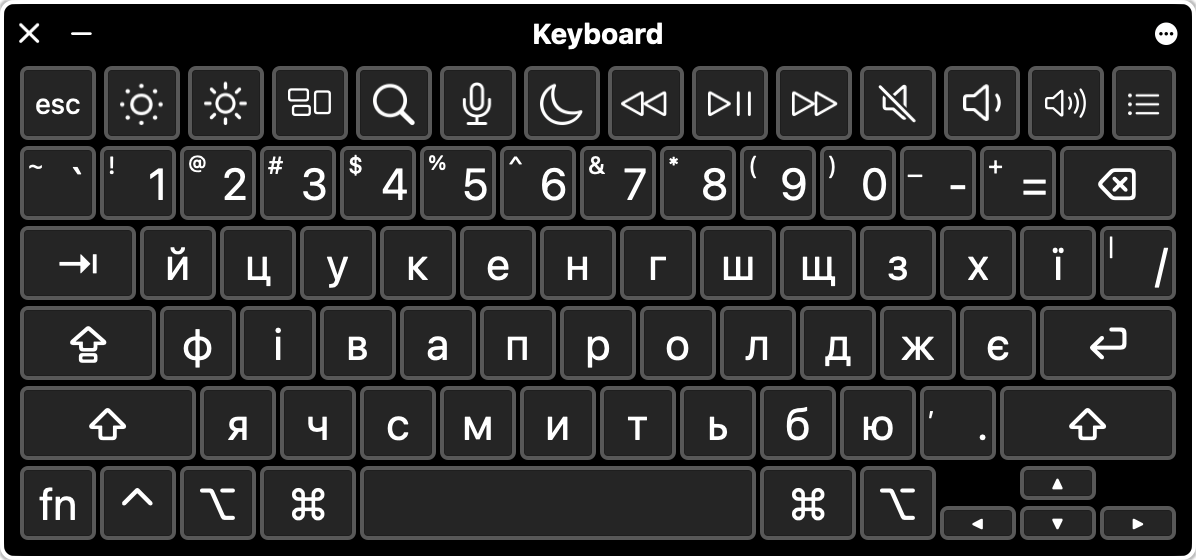 Keyboard
esc
~ ` ! 1 @ 2 # 3 $ 4 % 5 ^ 6 & 7 * 8 ( 9 ) 0 _ - + =
й ц у к е н г ш щ з х ї | /
ф і в а п р о л д ж є
я ч с м и т ь б ю ' .
fn ^ ⌥ ⌘ ⌘ ⌥